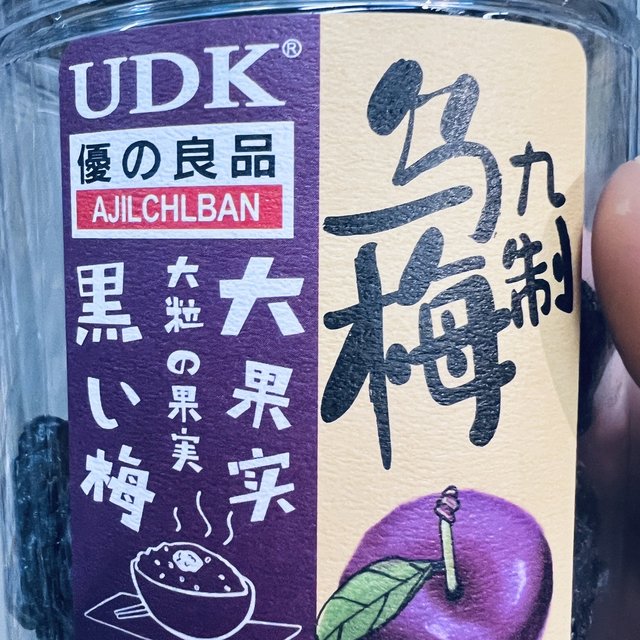 UDK®
優の良品
AJILCHLBAN
大果实
大粒の果実
黒い梅
九制
乌梅